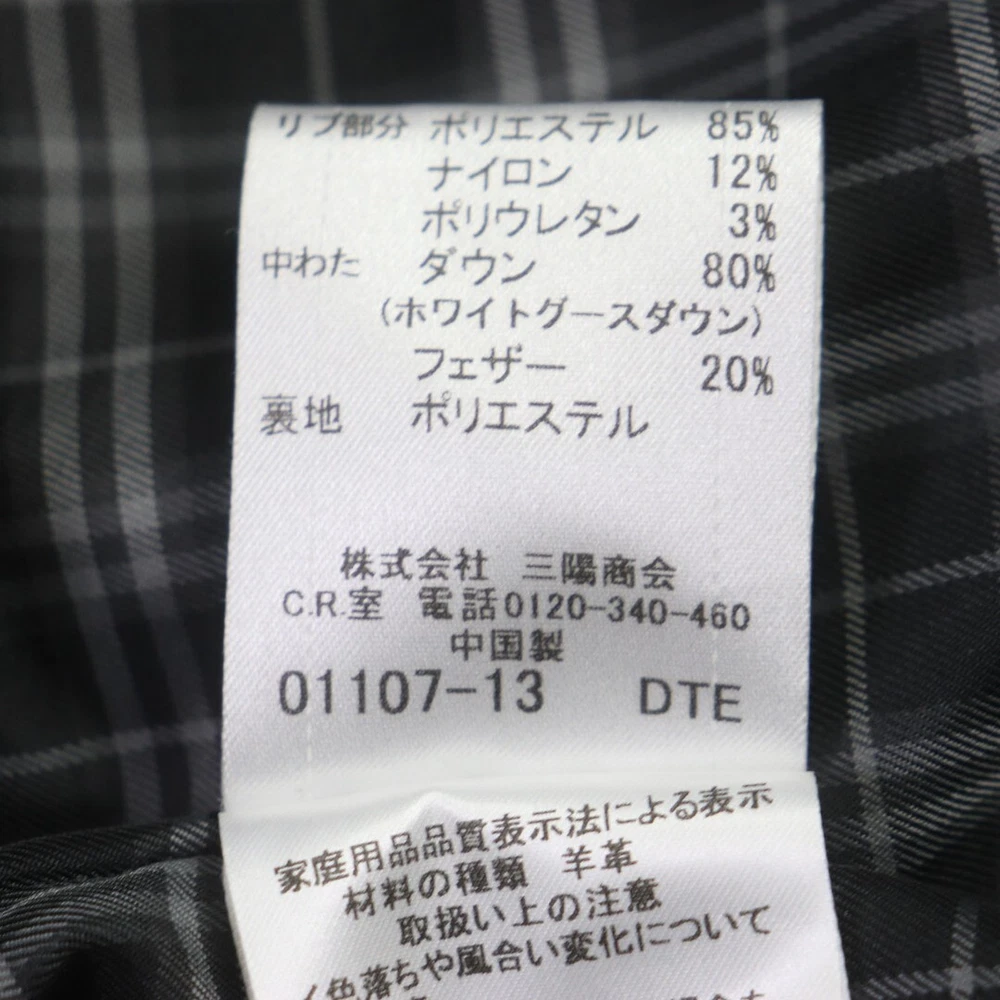 リブ部分 ポリエステル 85%
ナイロン 12%
ポリウレタン 3%
中わた ダウン 80%
(ホワイトグースダウン)
フェザー 20%
裏地 ポリエステル
株式会社 三陽商会
C.R.室 電話0120-340-460
中国製
01107-13 DTE
家庭用品品質表示法による表示
材料の種類 羊革
取扱い上の注意
色落ちや風合い変化について